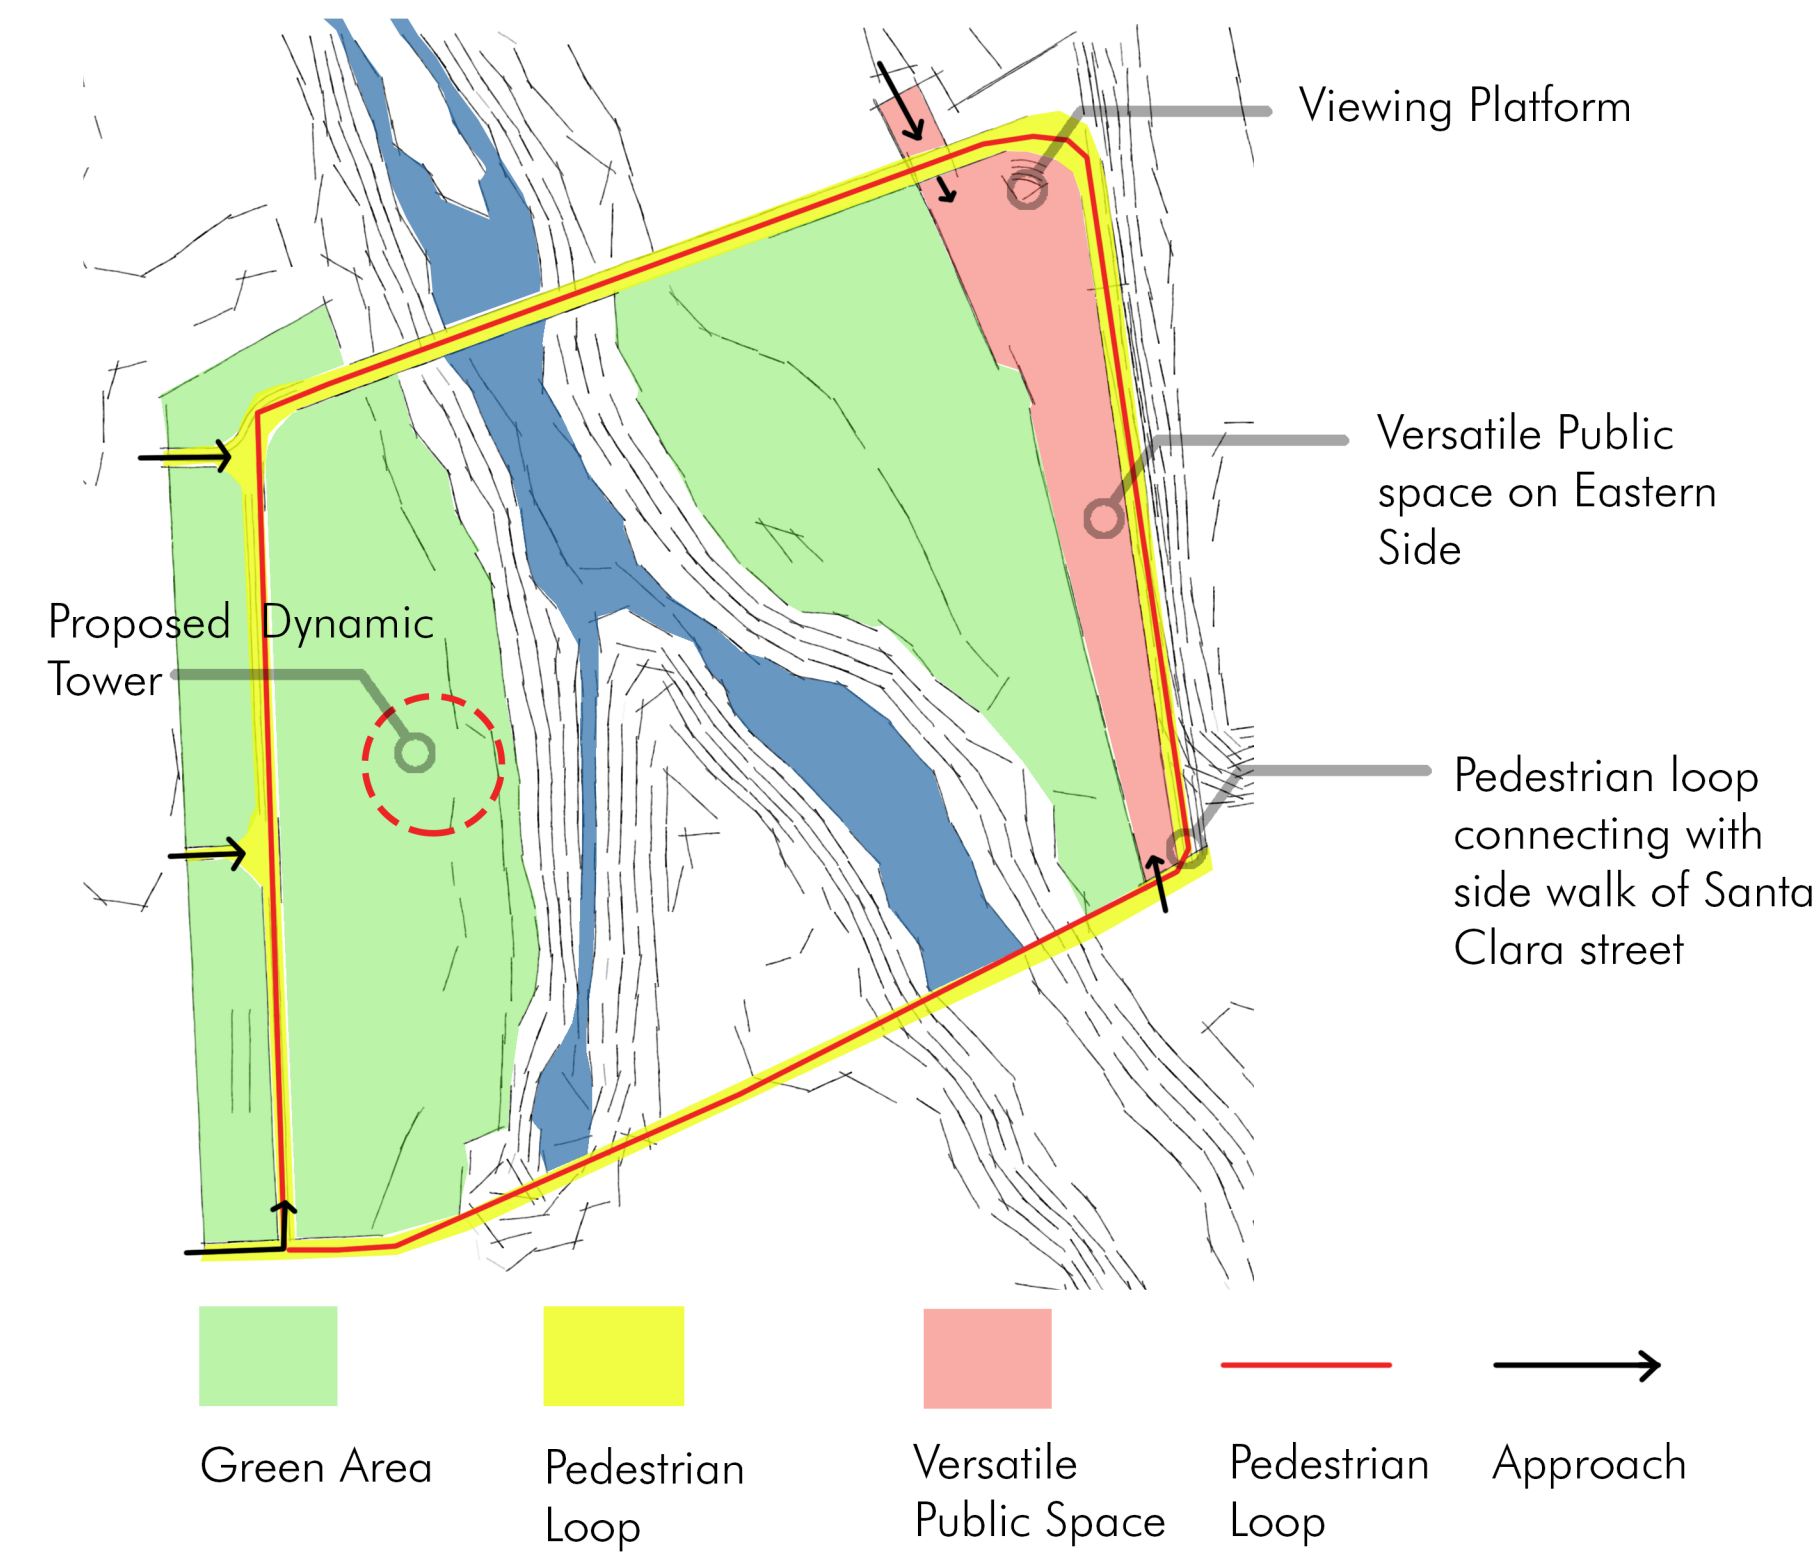 Viewing Platform
Versatile Public
space on Eastern
Side
Proposed Dynamic
Tower
Pedestrian loop
connecting with
side walk of Santa
Clara street
Green Area
Pedestrian
Loop
Versatile
Public Space
Pedestrian
Loop
Approach